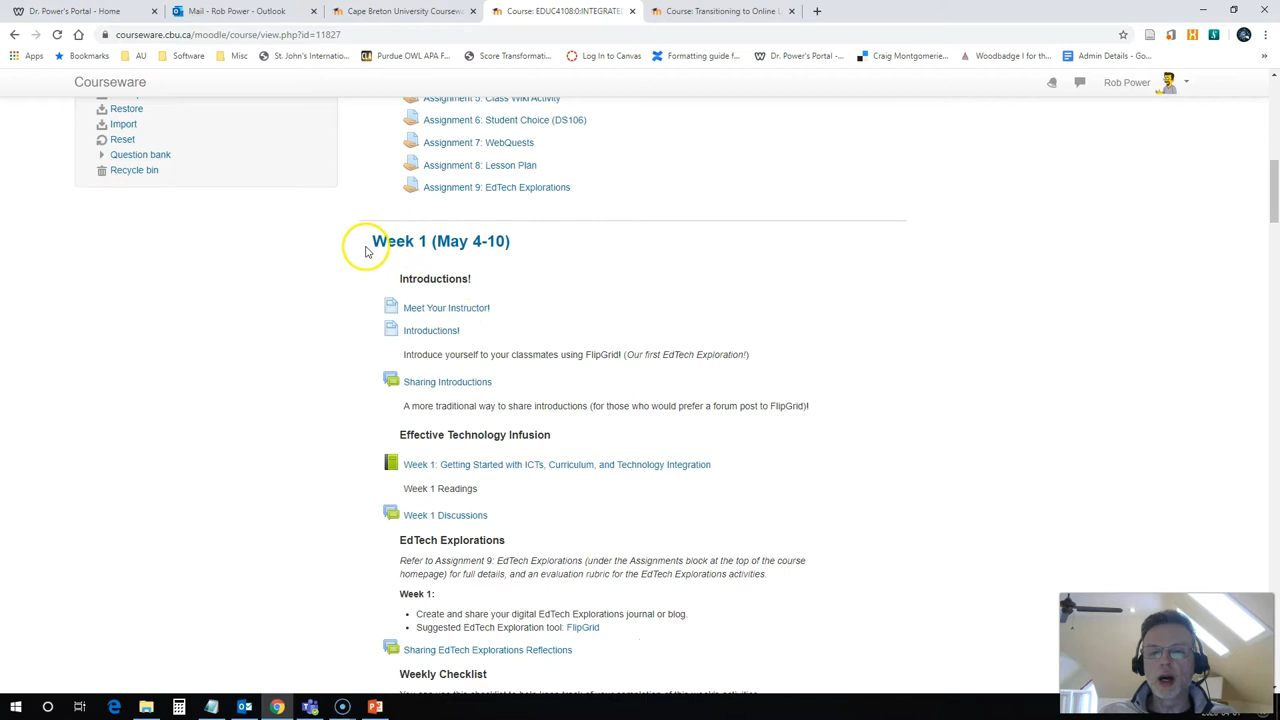 Dr. Power's Portal - Home
Mail - Rob Power - Outlook
Cape Breton University Coursew
Course: EDUC4108:0:INTEGRATE
Course: Transitioning to Online L
courseware.cbu.ca/moodle/course/view.php?id=11827
Apps
Bookmarks
AU
Software
Misc
St. John's Internatio...
Purdue OWL APA F...
Score Transformati...
Log In to Canvas
Formatting guide f...
Dr. Power's Portal -...
Craig Montgomerie...
Woodbadge I for th...
Admin Details - Go...
»
Courseware
Rob Power
Restore
Import
Reset
Question bank
Recycle bin
Assignment 5: Class Wiki Activity
Assignment 6: Student Choice (DS106)
Assignment 7: WebQuests
Assignment 8: Lesson Plan
Assignment 9: EdTech Explorations
Week 1 (May 4-10)
Introductions!
Meet Your Instructor!
Introductions!
Introduce yourself to your classmates using FlipGrid! (Our first EdTech Exploration!)
Sharing Introductions
A more traditional way to share introductions (for those who would prefer a forum post to FlipGrid)!
Effective Technology Infusion
Week 1: Getting Started with ICTs, Curriculum, and Technology Integration
Week 1 Readings
Week 1 Discussions
EdTech Explorations
Refer to Assignment 9: EdTech Explorations (under the Assignments block at the top of the course
homepage) for full details, and an evaluation rubric for the EdTech Explorations activities.
Week 1:
• Create and share your digital EdTech Explorations journal or blog.
• Suggested EdTech Exploration tool: FlipGrid
Sharing EdTech Explorations Reflections
Weekly Checklist